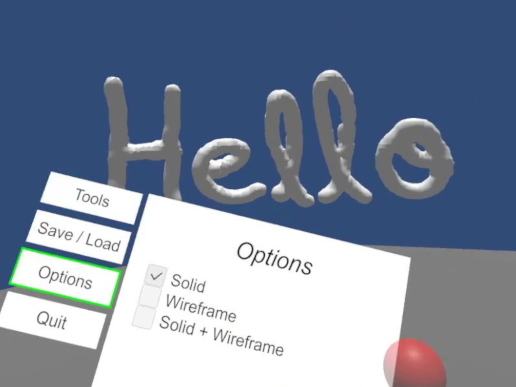 Hello
Tools
Save / Load
Options
Quit
Options
Solid
Wireframe
Solid + Wireframe